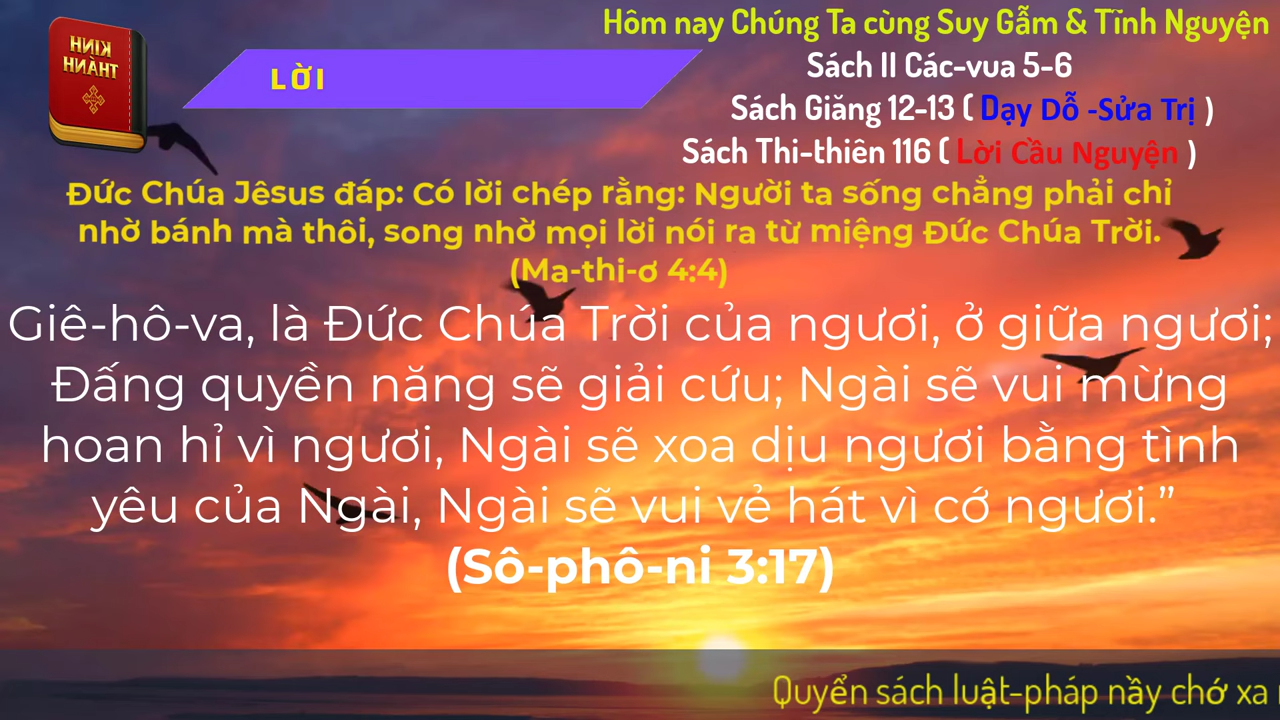 KINH
THÁNH
LỜI
Hôm nay Chúng Ta cùng Suy Gẫm & Tĩnh Nguyện
Sách II Các-vua 5-6
Sách Giăng 12-13 ( Dạy Dỗ -Sửa Trị )
Sách Thi-thiên 116 ( Lời Cầu Nguyện )
Đức Chúa Jêsus đáp: Có lời chép rằng: Người ta sống chẳng phải chỉ
nhờ bánh mà thôi, song nhờ mọi lời nói ra từ miệng Đức Chúa Trời.
(Ma-thi-ơ 4:4)
Giê-hô-va, là Đức Chúa Trời của ngươi, ở giữa ngươi;
Đấng quyền năng sẽ giải cứu; Ngài sẽ vui mừng
hoan hỉ vì ngươi, Ngài sẽ xoa dịu ngươi bằng tình
yêu của Ngài, Ngài sẽ vui vẻ hát vì cớ ngươi.”
(Sô-phô-ni 3:17)
Quyển sách luật-pháp nầy chớ xa